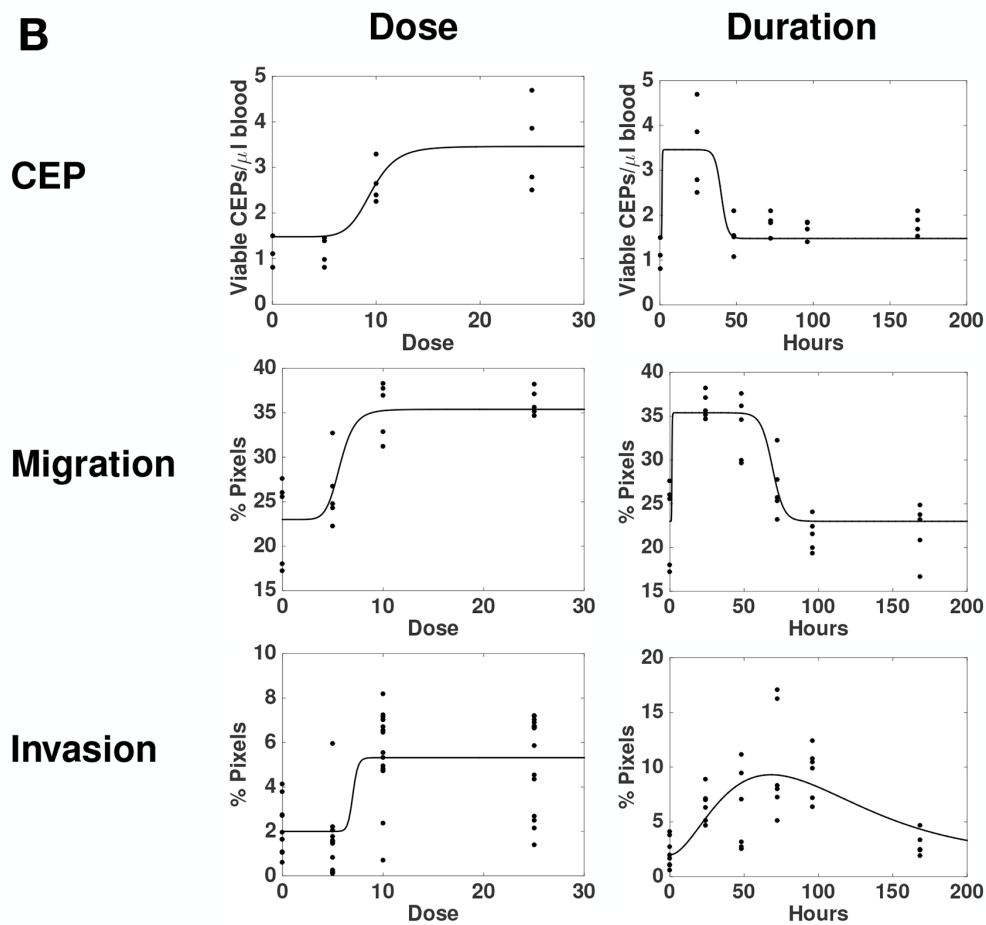 B
Dose
Duration
CEP
Viable CEPs/μl blood
5
4
3
2
1
0
0 10 20 30
Dose
Viable CEPs/μl blood
5
4
3
2
1
0
0 50 100 150 200
Hours
Migration
% Pixels
40
35
30
25
20
15
0 10 20 30
Dose
% Pixels
40
35
30
25
20
15
0 50 100 150 200
Hours
Invasion
% Pixels
10
8
6
4
2
0
0 10 20 30
Dose
% Pixels
20
15
10
5
0
0 50 100 150 200
Hours